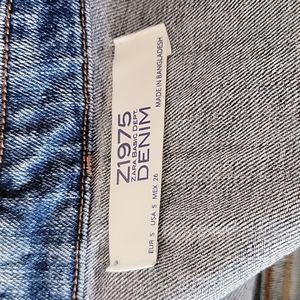 Z1975
ZARA BASIC DEPT.
DENIM
EUR S USA S MEX 26
MADE IN BANGLADESH